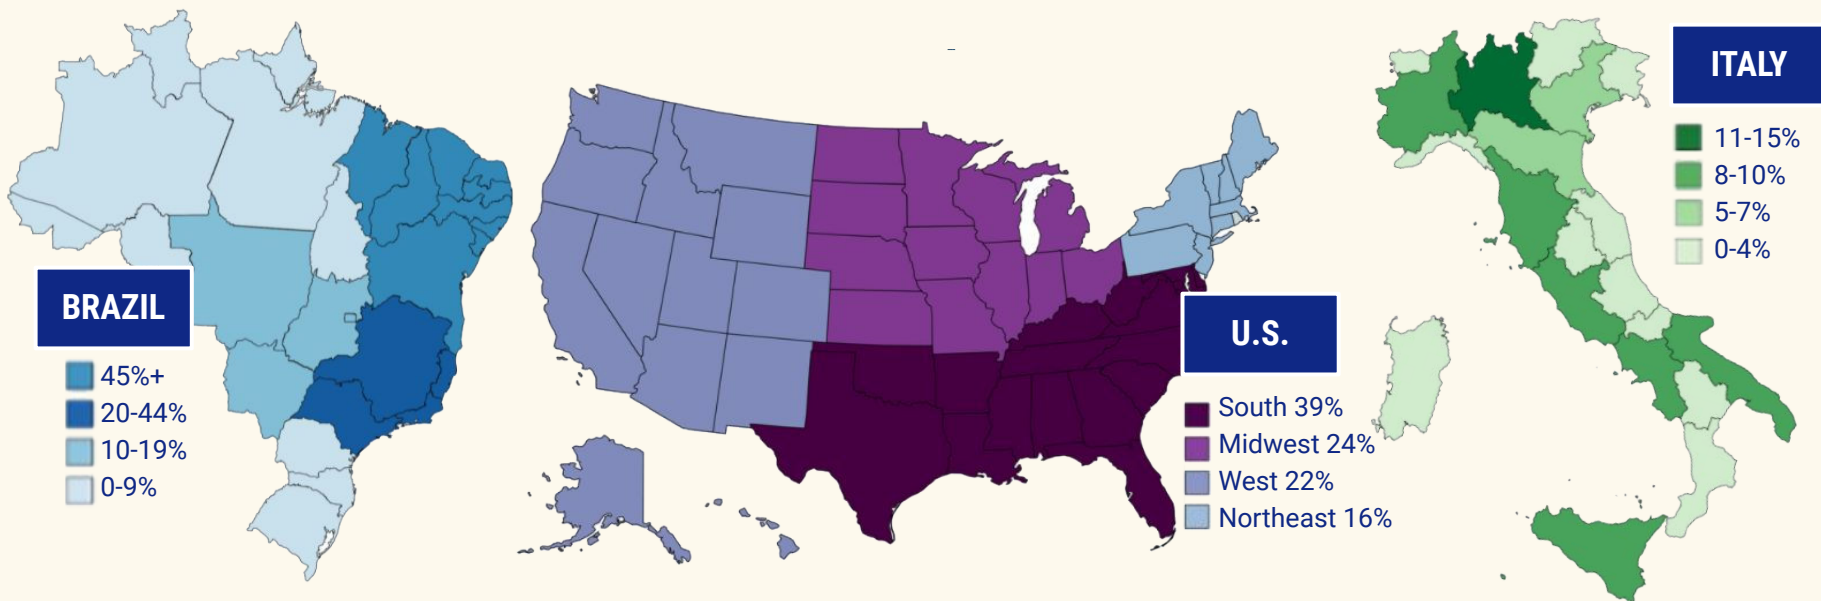 BRAZIL
45%+
20-44%
10-19%
0-9%
U.S.
South 39%
Midwest 24%
West 22%
Northeast 16%
ITALY
11-15%
8-10%
5-7%
0-4%